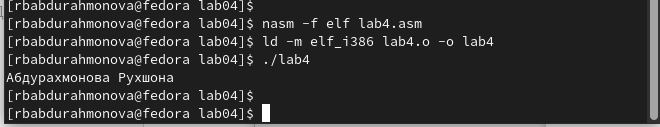 [rbabdurahmonova@fedora lab04]$
[rbabdurahmonova@fedora lab04]$ nasm -f elf lab4.asm
[rbabdurahmonova@fedora lab04]$ ld -m elf_i386 lab4.o -o lab4
[rbabdurahmonova@fedora lab04]$ ./lab4
Абдурахмонова Рухшона
[rbabdurahmonova@fedora lab04]$
[rbabdurahmonova@fedora lab04]$